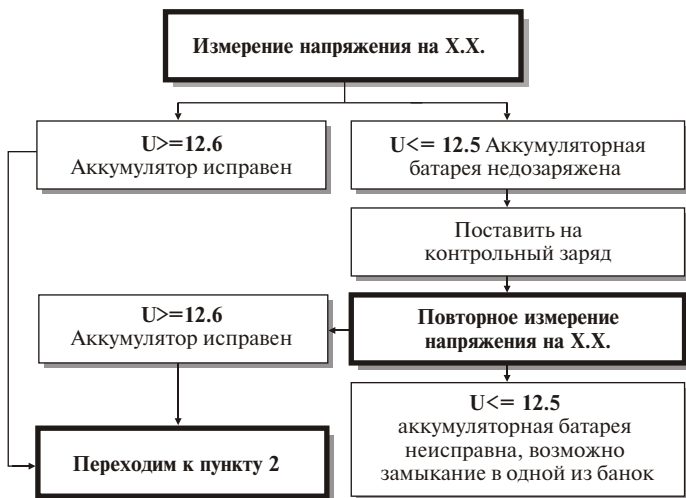 Измерение напряжения на Х.Х.
U>=12.6
Аккумулятор исправен
U<= 12.5 Аккумуляторная
батарея недозаряжена
Поставить на
контрольный заряд
U>=12.6
Аккумулятор исправен
Повторное измерение
напряжения на Х.Х.
Переходим к пункту 2
U<= 12.5
аккумуляторная батарея
неисправна, возможно
замыкание в одной из банок